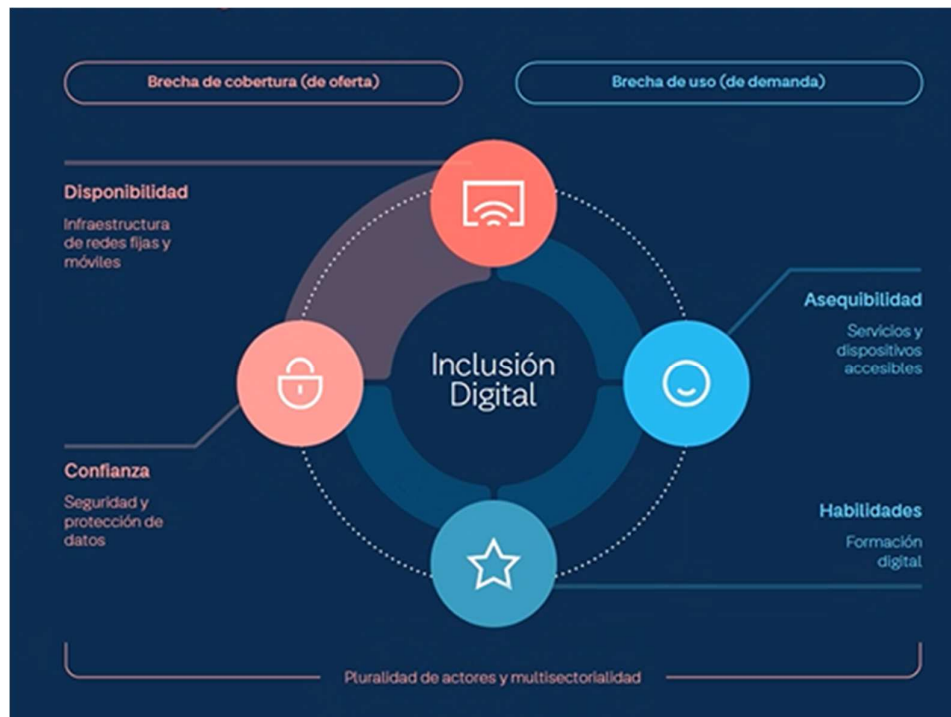 Brecha de cobertura (de oferta)
Brecha de uso (de demanda)
Disponibilidad
Infraestructura
de redes fijas y
móviles
Asequibilidad
Servicios y
dispositivos
accesibles
Inclusión
Digital
Confianza
Seguridad y
protección de
datos
Habilidades
Formación
digital
Pluralidad de actores y multisectorialidad